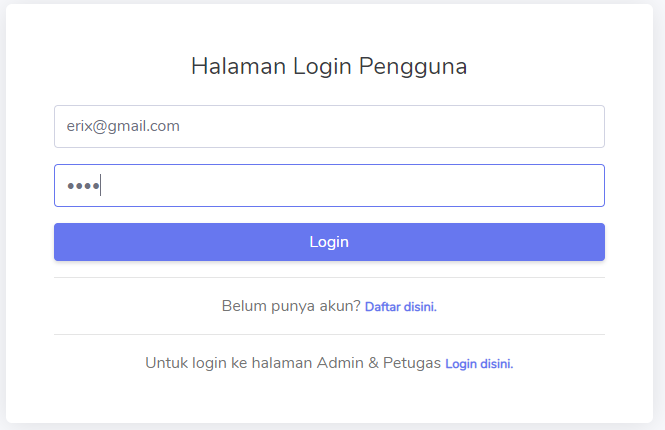 Halaman Login Pengguna
erix@gmail.com
••••
Login
Belum punya akun? Daftar disini.
Untuk login ke halaman Admin & Petugas Login disini.